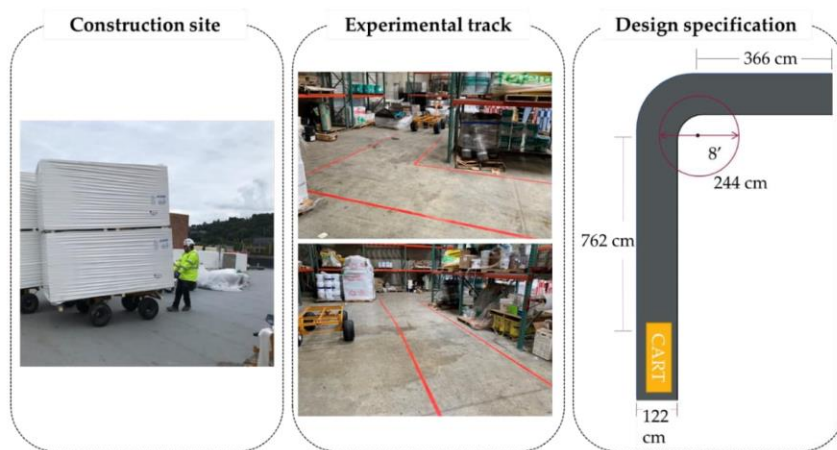 Construction site
Experimental track
Design specification
366 cm
8’
244 cm
762 cm
CART
122
cm